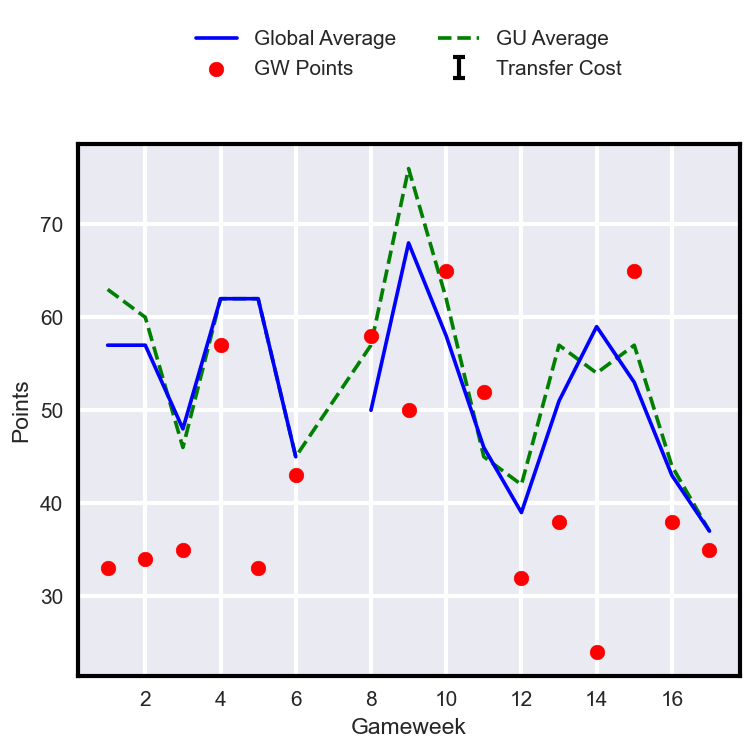 Global Average GU Average
GW Points Transfer Cost
70
60
50
40
30
Points
2 4 6 8 10 12 14 16
Gameweek